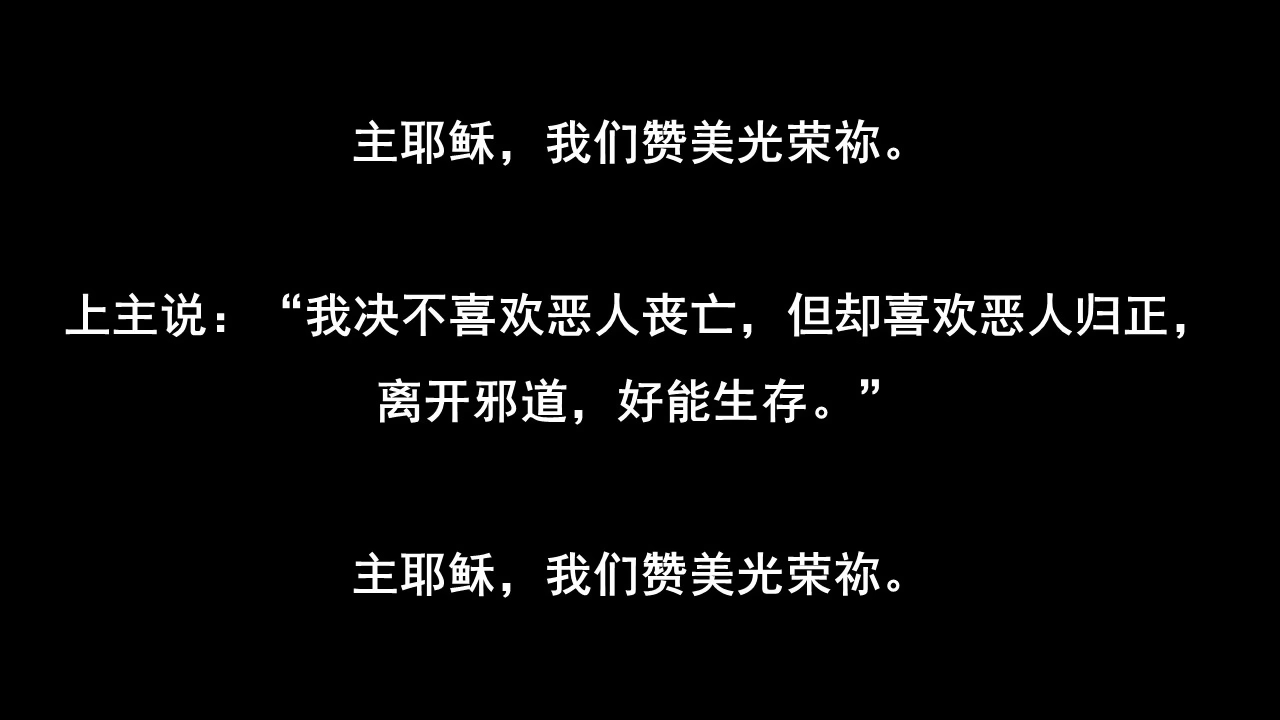 主耶稣，我们赞美光荣祢。
上主说：“我决不喜欢恶人丧亡，但却喜欢恶人归正，
离开邪道，好能生存。”
主耶稣，我们赞美光荣祢。